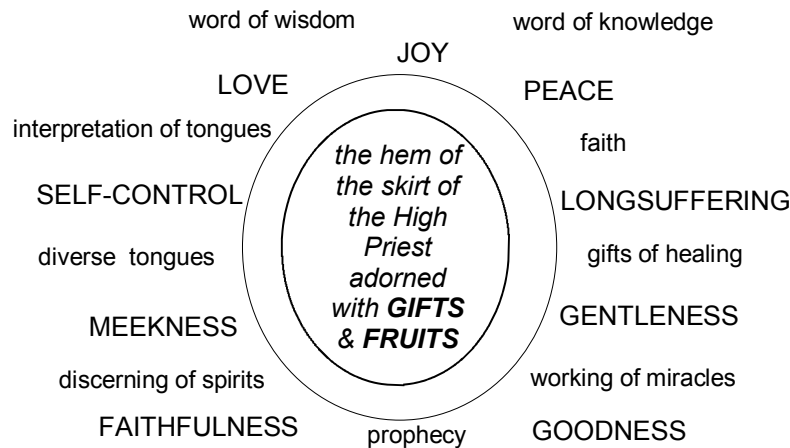 word of wisdom
word of knowledge
JOY
LOVE
PEACE
interpretation of tongues
faith
the hem of
the skirt of
the High
Priest
adorned
with GIFTS
& FRUITS
SELF-CONTROL
LONGSUFFERING
diverse tongues
gifts of healing
MEEKNESS
GENTLENESS
discerning of spirits
working of miracles
FAITHFULNESS
prophecy
GOODNESS